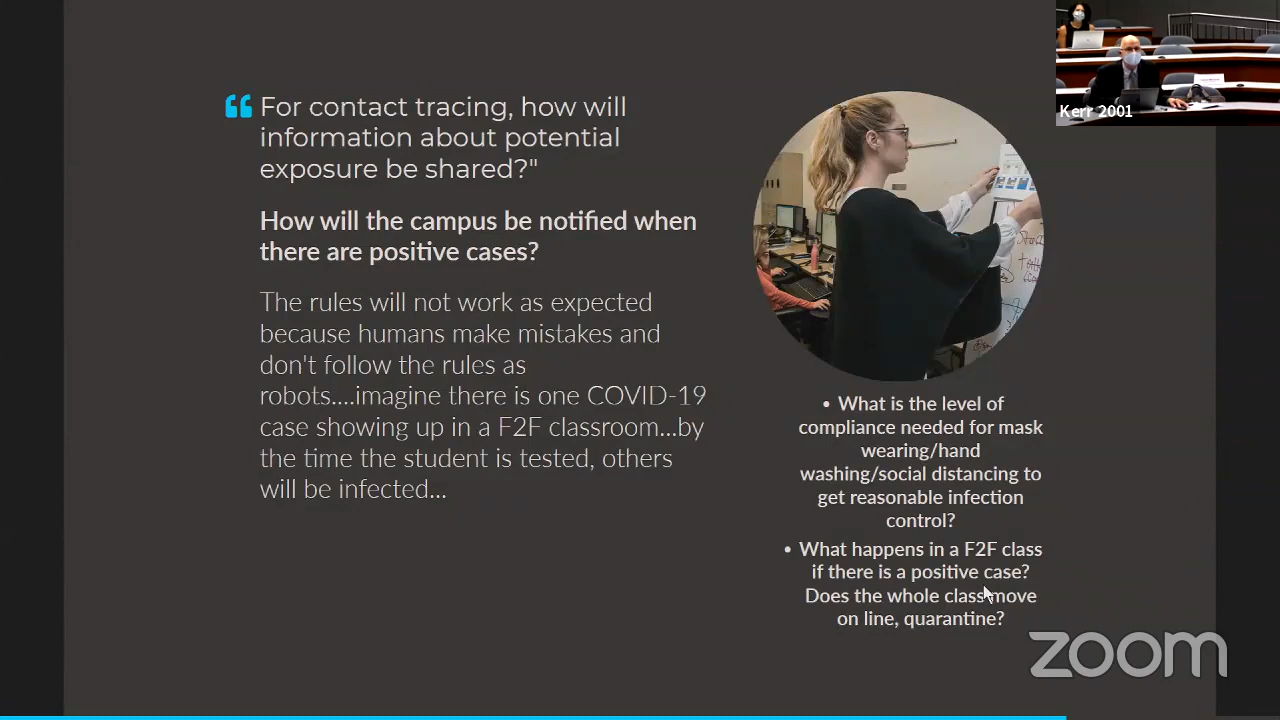 “ For contact tracing, how will
information about potential
exposure be shared?"
How will the campus be notified when
there are positive cases?
The rules will not work as expected
because humans make mistakes and
don't follow the rules as
robots....imagine there is one COVID-19
case showing up in a F2F classroom...by
the time the student is tested, others
will be infected...
Kerr 2001
• What is the level of
compliance needed for mask
wearing/hand
washing/social distancing to
get reasonable infection
control?
• What happens in a F2F class
if there is a positive case?
Does the whole class move
on line, quarantine?
zoom